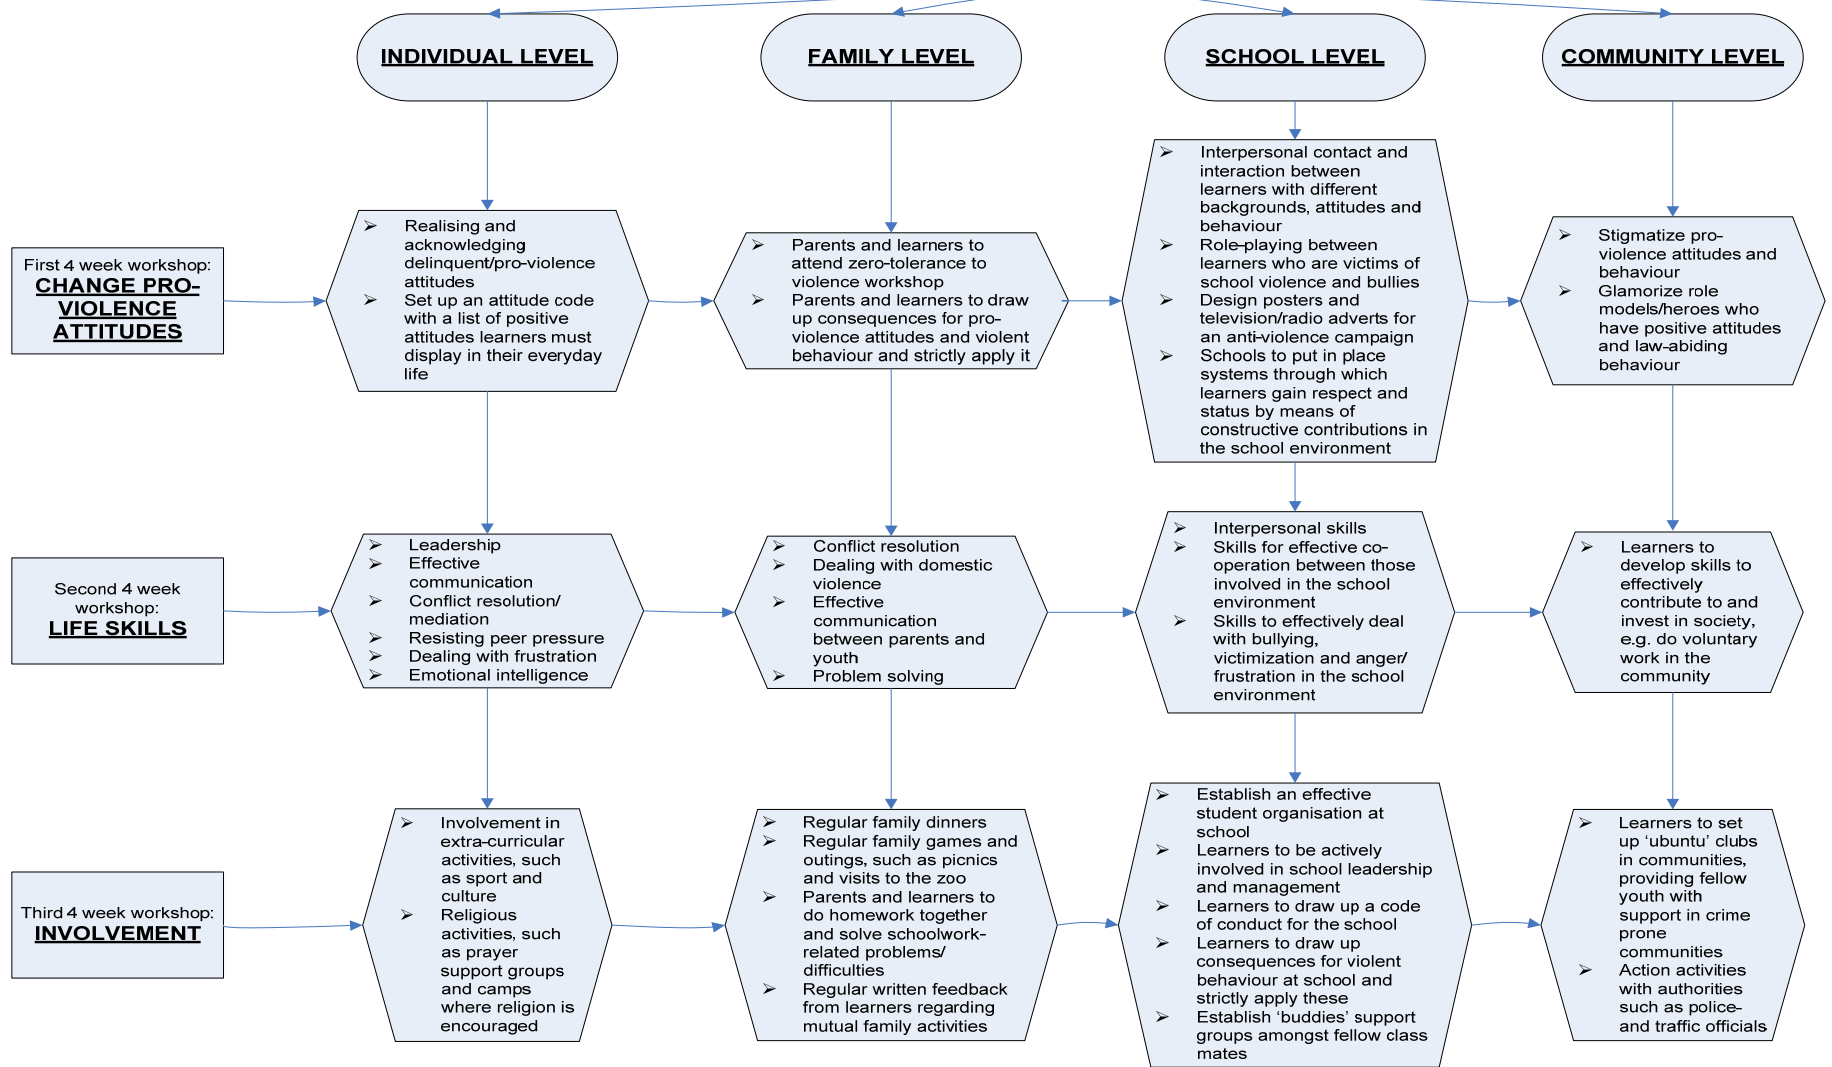 INDIVIDUAL LEVEL
FAMILY LEVEL
SCHOOL LEVEL
COMMUNITY LEVEL
First 4 week workshop:
CHANGE PRO-
VIOLENCE
ATTITUDES
➢ Realising and
acknowledging
delinquent/pro-violence
attitudes
➢ Set up an attitude code
with a list of positive
attitudes learners must
display in their everyday
life
➢ Parents and learners to
attend zero-tolerance to
violence workshop
➢ Parents and learners to draw
up consequences for pro-
violence attitudes and violent
behaviour and strictly apply it
➢ Interpersonal contact and
interaction between
learners with different
backgrounds, attitudes and
behaviour
➢ Role-playing between
learners who are victims of
school violence and bullies
➢ Design posters and
television/radio adverts for
an anti-violence campaign
➢ Schools to put in place
systems through which
learners gain respect and
status by means of
constructive contributions in
the school environment
➢ Stigmatize pro-
violence attitudes and
behaviour
➢ Glamorize role
models/heroes who
have positive attitudes
and law-abiding
behaviour
Second 4 week
workshop:
LIFE SKILLS
➢ Leadership
➢ Effective
communication
➢ Conflict resolution/
mediation
➢ Resisting peer pressure
➢ Dealing with frustration
➢ Emotional intelligence
➢ Conflict resolution
➢ Dealing with domestic
violence
➢ Effective
communication
between parents and
youth
➢ Problem solving
➢ Interpersonal skills
➢ Skills for effective co-
operation between those
involved in the school
environment
➢ Skills to effectively deal
with bullying,
victimization and anger/
frustration in the school
environment
➢ Learners to
develop skills to
effectively
contribute to and
invest in society,
e.g. do voluntary
work in the
community
Third 4 week workshop:
INVOLVEMENT
➢ Involvement in
extra-curricular
activities, such
as sport and
culture
➢ Religious
activities, such
as prayer
support groups
and camps
where religion is
encouraged
➢ Regular family dinners
➢ Regular family games and
outings, such as picnics
and visits to the zoo
➢ Parents and learners to
do homework together
and solve schoolwork-
related problems/
difficulties
➢ Regular written feedback
from learners regarding
mutual family activities
➢ Establish an effective
student organisation at
school
➢ Learners to be actively
involved in school leadership
and management
➢ Learners to draw up a code
of conduct for the school
➢ Learners to draw up
consequences for violent
behaviour at school and
strictly apply these
➢ Establish ‘buddies’ support
groups amongst fellow class
mates
➢ Learners to set
up ‘ubuntu’ clubs
in communities,
providing fellow
youth with
support in crime
prone
communities
➢ Action activities
with authorities
such as police-
and traffic officials